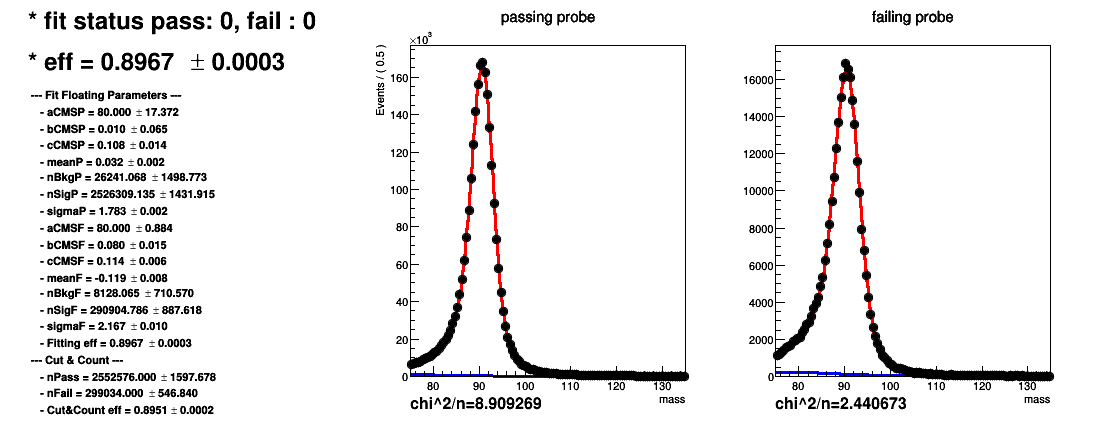 * fit status pass: 0, fail : 0
* eff = 0.8967 ± 0.0003
--- Fit Floating Parameters ---
- aCMSP = 80.000 ± 17.372
- bCMSP = 0.010 ± 0.065
- cCMSP = 0.108 ± 0.014
- meanP = 0.032 ± 0.002
- nBkgP = 26241.068 ± 1498.773
- nSigP = 2526309.135 ± 1431.915
- sigmaP = 1.783 ± 0.002
- aCMSF = 80.000 ± 0.884
- bCMSF = 0.080 ± 0.015
- cCMSF = 0.114 ± 0.006
- meanF = -0.119 ± 0.008
- nBkgF = 8128.065 ± 710.570
- nSigF = 290904.786 ± 887.618
- sigmaF = 2.167 ± 0.010
- Fitting eff = 0.8967 ± 0.0003
--- Cut & Count ---
- nPass = 2552576.000 ± 1597.678
- nFail = 299034.000 ± 546.840
- Cut&Count eff = 0.8951 ± 0.0002
passing probe
×10³
Events / ( 0.5 )
160
140
120
100
80
60
40
20
0
80 90 100 110 120 130
mass
chi^2/n=8.909269
failing probe
16000
14000
12000
10000
8000
6000
4000
2000
0
80 90 100 110 120 130
mass
chi^2/n=2.440673